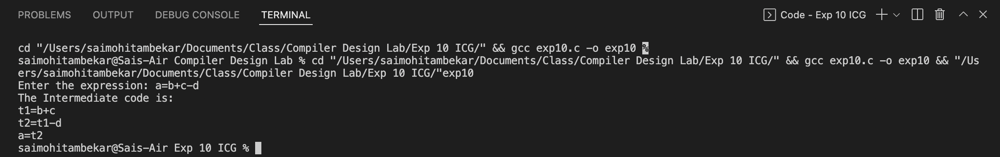 PROBLEMS OUTPUT DEBUG CONSOLE TERMINAL Code - Exp 10 ICG
cd "/Users/saimohitambekar/Documents/Class/Compiler Design Lab/Exp 10 ICG/" && gcc exp10.c -o exp10 %
saimohitambekar@Sais-Air Compiler Design Lab % cd "/Users/saimohitambekar/Documents/Class/Compiler Design Lab/Exp 10 ICG/" && gcc exp10.c -o exp10 && "/Us
ers/saimohitambekar/Documents/Class/Compiler Design Lab/Exp 10 ICG/"exp10
Enter the expression: a=b+c-d
The Intermediate code is:
t1=b+c
t2=t1-d
a=t2
saimohitambekar@Sais-Air Exp 10 ICG %